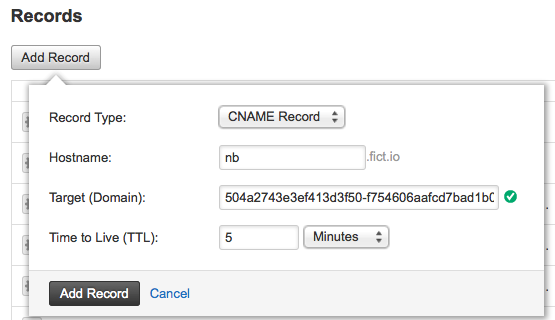 Records
Add Record
Record Type: CNAME Record
Hostname: nb .fict.io
Target (Domain): 504a2743e3ef413d3f50-f754606aafcd7bad1b0
Time to Live (TTL): 5 Minutes
Add Record Cancel